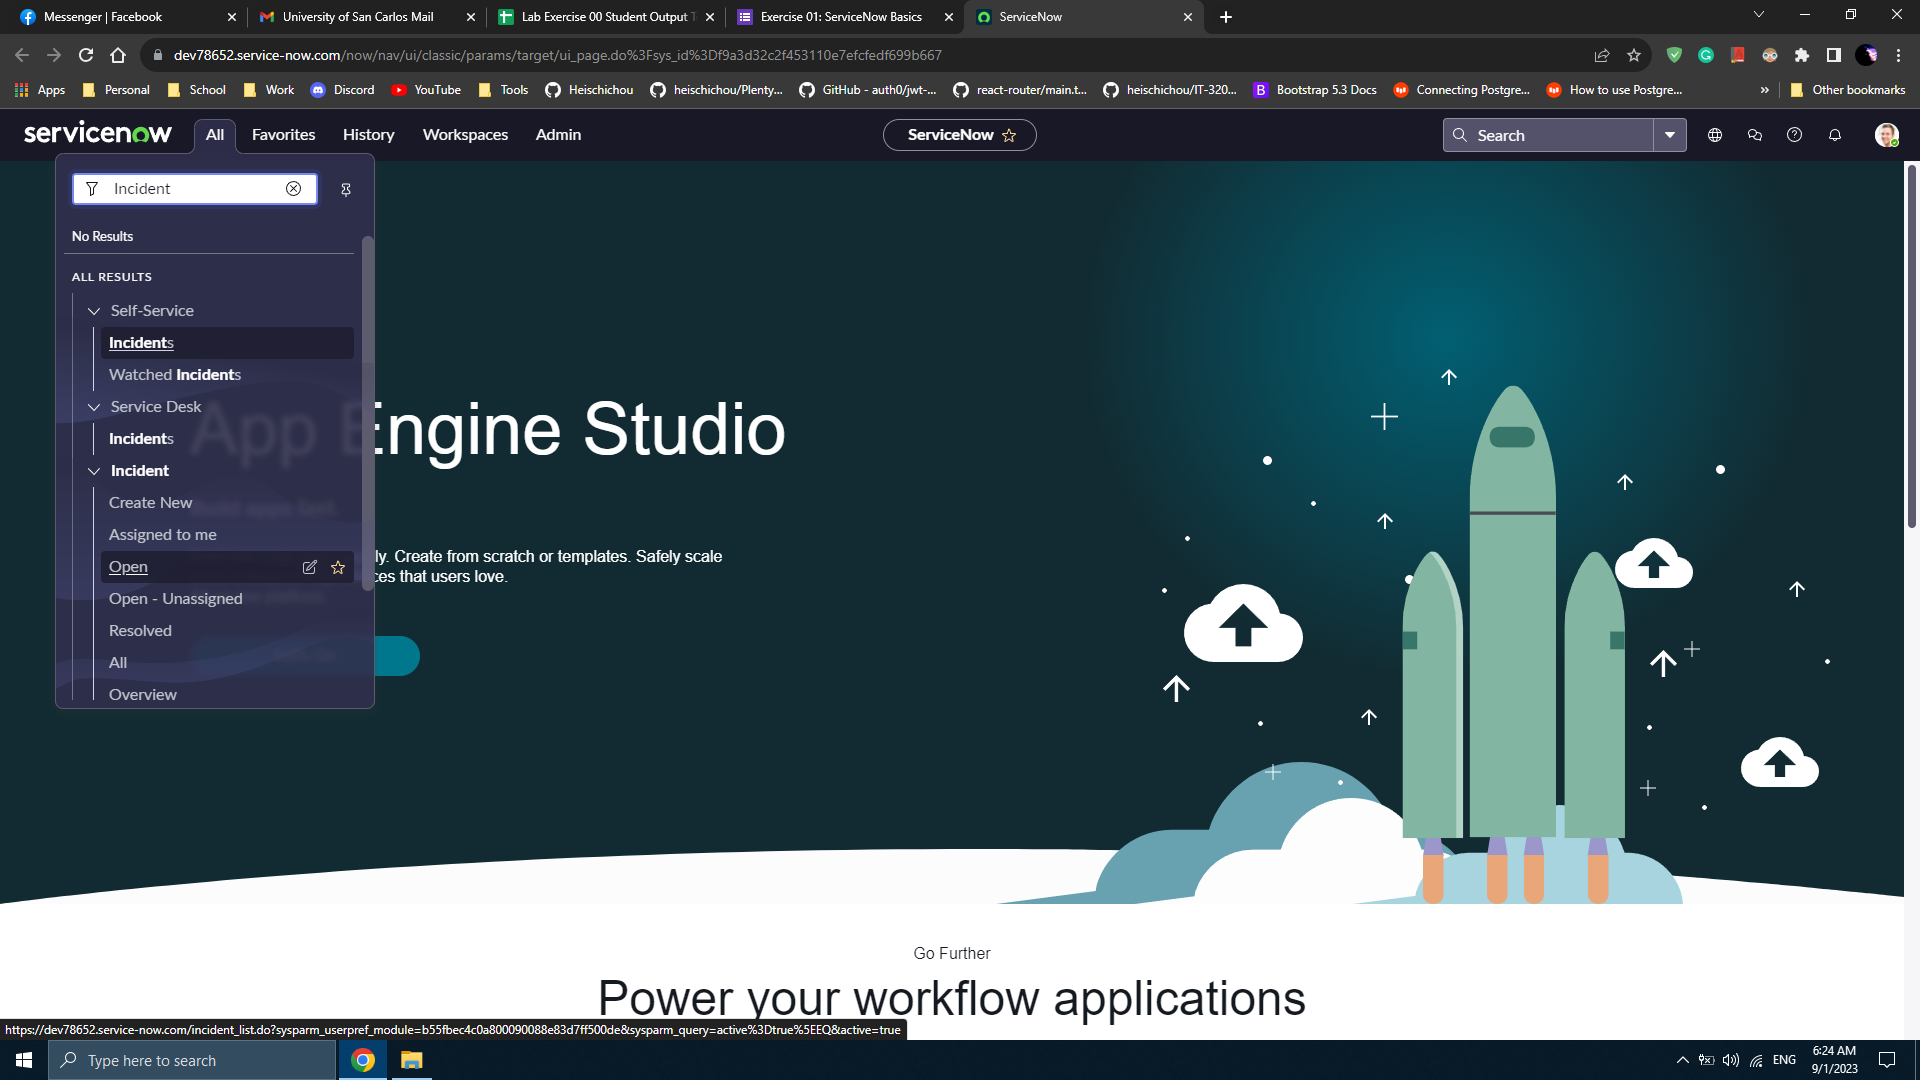 Messenger | Facebook
University of San Carlos Mail
Lab Exercise 00 Student Output T
Exercise 01: ServiceNow Basics
ServiceNow
dev78652.service-now.com/now/nav/ui/classic/params/target/ui_page.do%3Fsys_id%3Df9a3d32c2f453110e7efcfedf699b667
Apps
Personal
School
Work
Discord
YouTube
Tools
Heischichou
heischichou/Plenty...
GitHub - auth0/jwt-...
react-router/main.t...
heischichou/IT-320...
Bootstrap 5.3 Docs
Connecting Postgre...
How to use Postgre...
»
Other bookmarks
servicenow
All
Favorites
History
Workspaces
Admin
ServiceNow
Search
Incident
No Results
ALL RESULTS
Self-Service
Incidents
Watched Incidents
Service Desk
Incidents
Incident
Create New
Assigned to me
Open
Open - Unassigned
Resolved
All
Overview
App Engine Studio
ly. Create from scratch or templates. Safely scale
ces that users love.
Go Further
Power your workflow applications
https://dev78652.service-now.com/incident_list.do?sysparm_userpref_module=b55fbec4c0a800090088e83d7ff500de&sysparm_query=active%3Dtrue%5EEQ&active=true
Type here to search
ENG
6:24 AM
9/1/2023